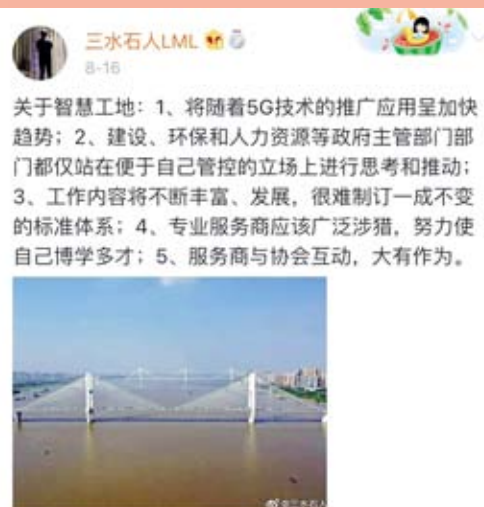 三水石人LML
8-16
关于智慧工地：1、将随着5G技术的推广应用呈加快
趋势；2、建设、环保和人力资源等政府主管部门部
门都仅站在便于自己管控的立场上进行思考和推动；
3、工作内容将不断丰富、发展，很难制订一成不变
的标准体系；4、专业服务商应该广泛涉猎，努力使
自己博学多才；5、服务商与协会互动，大有作为。
@三水石人